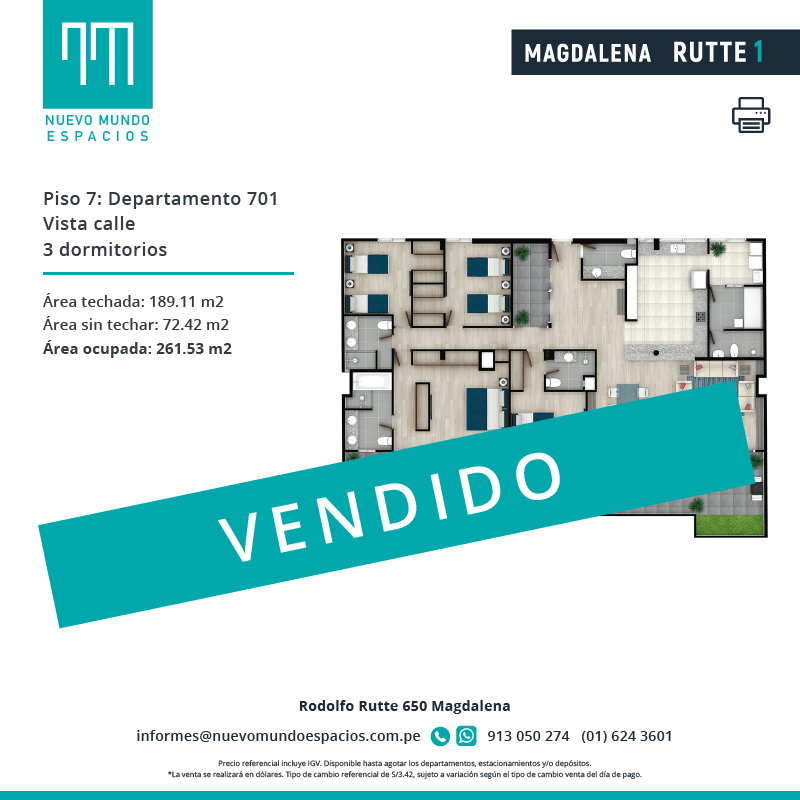 NUEVO MUNDO
ESPACIOS
MAGDALENA RUTTE 1
Piso 7: Departamento 701
Vista calle
3 dormitorios
Área techada: 189.11 m2
Área sin techar: 72.42 m2
Área ocupada: 261.53 m2
VENDIDO
Rodolfo Rutte 650 Magdalena
informes@nuevomundoespacios.com.pe 913 050 274 (01) 624 3601
Precio referencial incluye IGV. Disponible hasta agotar los departamentos, estacionamientos y/o depósitos.
*La venta se realizará en dólares. Tipo de cambio referencial de S/3.42, sujeto a variación según el tipo de cambio venta del día de pago.